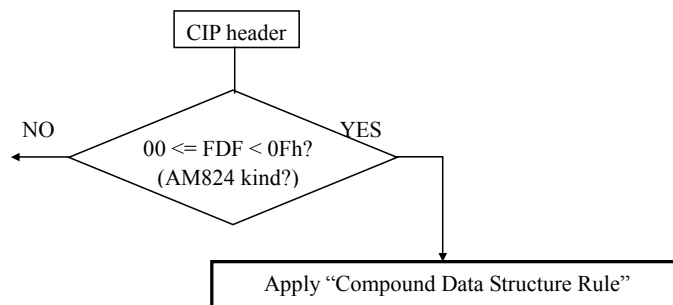 CIP header
NO
YES
00 <= FDF < 0Fh?
(AM824 kind?)
Apply “Compound Data Structure Rule”